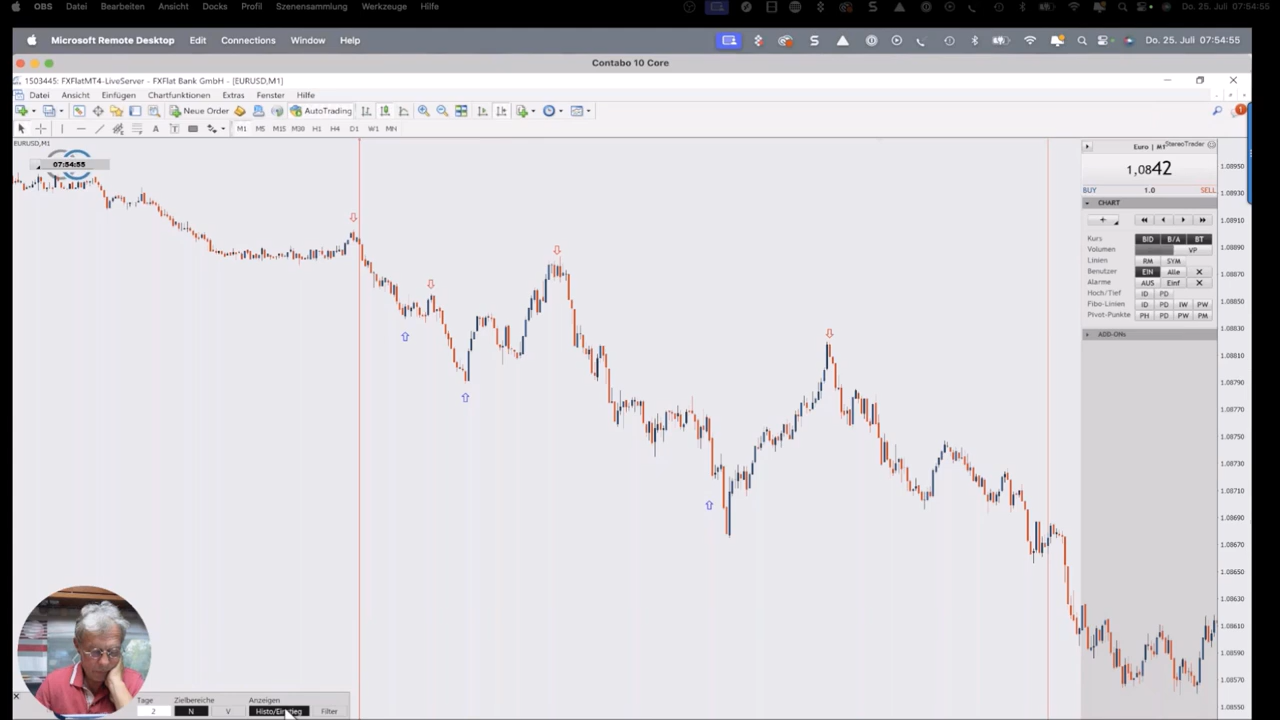 OBS Datei Bearbeiten Ansicht Docks Profil Szenensammlung Werkzeuge Hilfe Do. 25. Juli 07:54:55
Microsoft Remote Desktop Edit Connections Window Help Do. 25. Juli 07:54:55
Contabo 10 Core
1503445: FXFlatMT4-LiveServer - FXFlat Bank GmbH - [EURUSD,M1]
Datei Ansicht Einfügen Chartfunktionen Extras Fenster Hilfe
Neue Order AutoTrading 1
A T M1 M5 M15 M30 H1 H4 D1 W1 MN
EURUSD,M1
07:54:55
Euro | M1 StereoTrader
1,0842
BUY 1.0 SELL
CHART
+
Kurs BID B/A BT
Volumen VP
Linien RM SYM
Benutzer EIN Alle
Alarme AUS Einf
Hoch/Tief ID PD
Fibo-Linien ID PD IW PW
Pivot-Punkte PH PD PW PM
ADD-ONs
1.08950
1.08930
1.08910
1.08890
1.08870
1.08850
1.08830
1.08810
1.08790
1.08770
1.08750
1.08730
1.08710
1.08690
1.08670
1.08650
1.08630
1.08610
1.08590
1.08570
1.08550
Tage Zielbereiche Anzeigen
2 N V Histo/Einstieg Filter